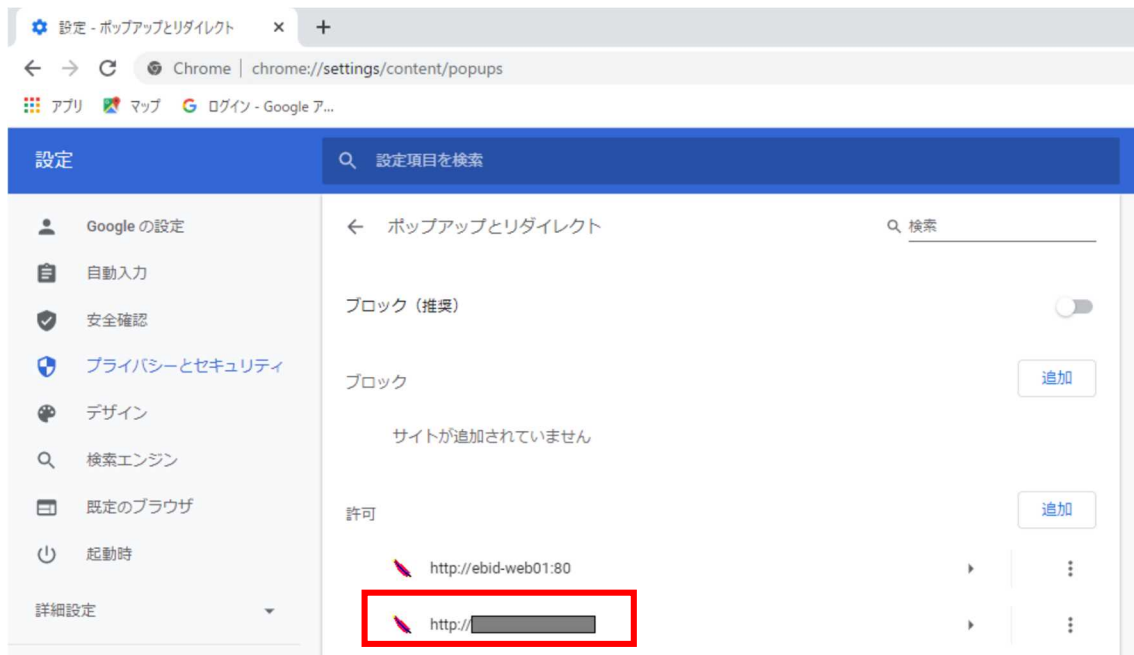 設定 - ポップアップとリダイレクト
Chrome | chrome://settings/content/popups
アプリ マップ ログイン - Google ア...
設定
設定項目を検索
Google の設定
自動入力
安全確認
プライバシーとセキュリティ
デザイン
検索エンジン
既定のブラウザ
起動時
詳細設定
ポップアップとリダイレクト
検索
ブロック（推奨）
ブロック
追加
サイトが追加されていません
許可
追加
http://ebid-web01:80
http://